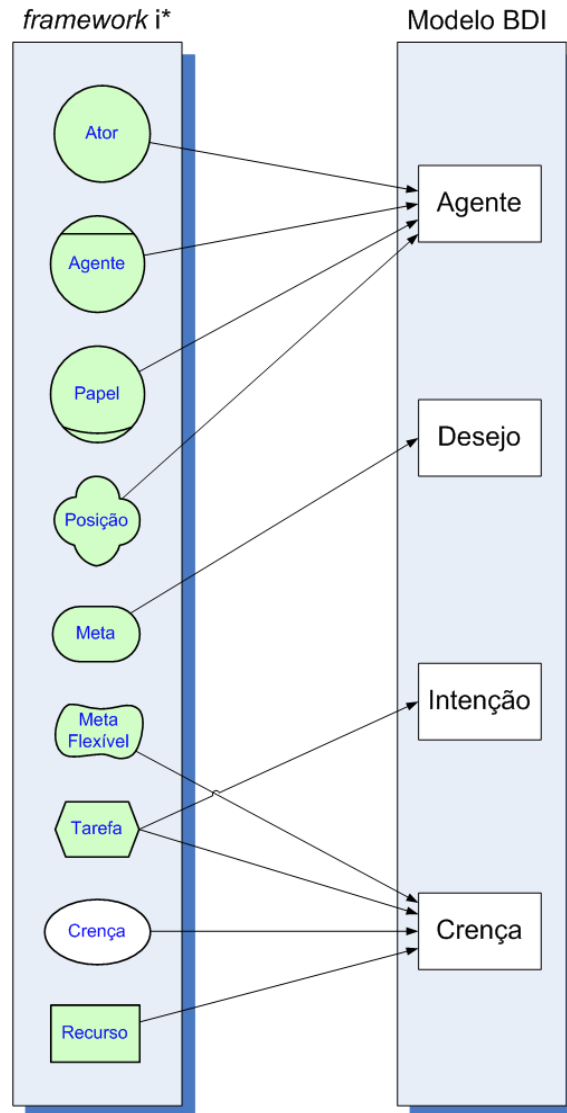 framework i*
Modelo BDI
Ator
Agente
Papel
Posição
Meta
Meta
Flexível
Tarefa
Crença
Recurso
Agente
Desejo
Intenção
Crença